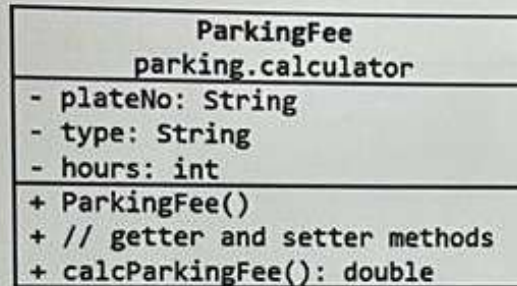 ParkingFee
parking.calculator
- plateNo: String
- type: String
- hours: int
+ ParkingFee()
+ // getter and setter methods
+ calcParkingFee(): double